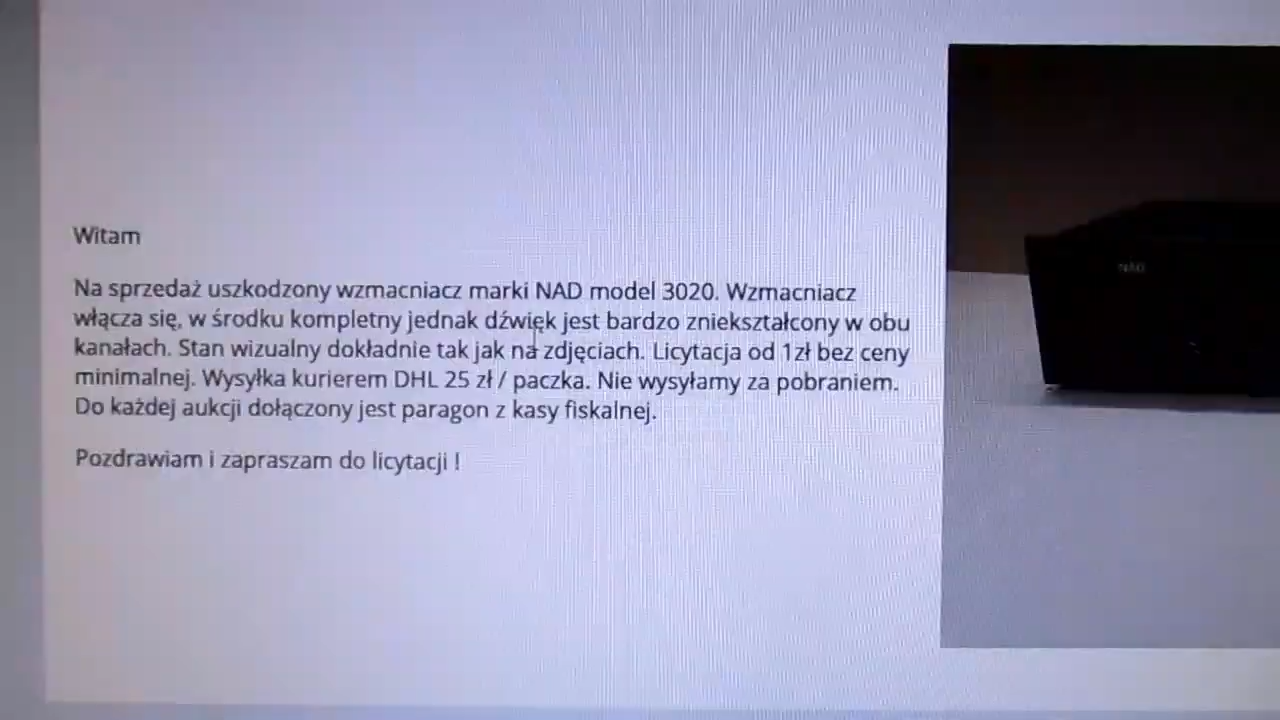 Witam
Na sprzedaż uszkodzony wzmacniacz marki NAD model 3020. Wzmacniacz
włącza się, w środku kompletny jednak dźwięk jest bardzo zniekształcony w obu
kanałach. Stan wizualny dokładnie tak jak na zdjęciach. Licytacja od 1zł bez ceny
minimalnej. Wysyłka kurierem DHL 25 zł / paczka. Nie wysyłamy za pobraniem.
Do każdej aukcji dołączony jest paragon z kasy fiskalnej.
Pozdrawiam i zapraszam do licytacji !
NAD